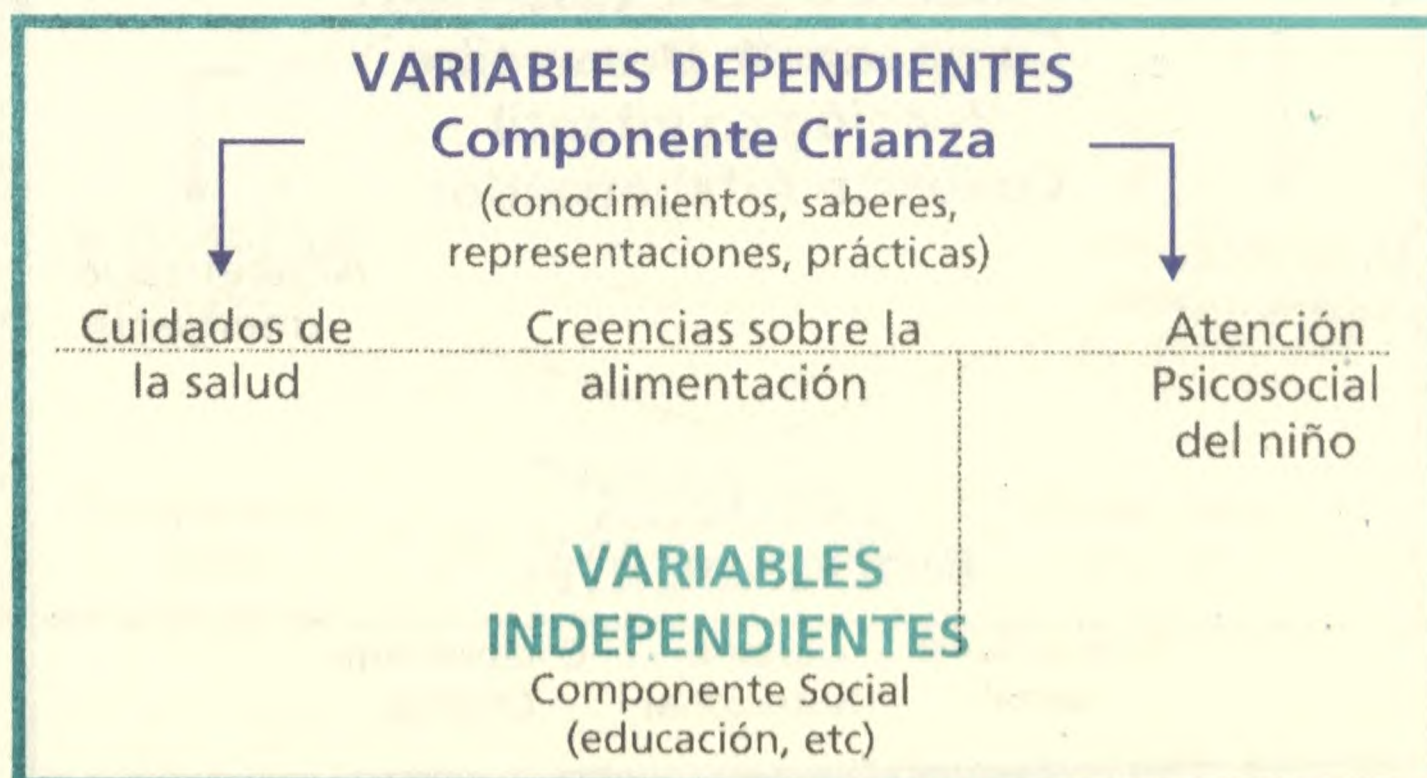 VARIABLES DEPENDIENTES
Componente Crianza
(conocimientos, saberes,
representaciones, prácticas)
Cuidados de
la salud
Creencias sobre la
alimentación
Atención
Psicosocial
del niño
VARIABLES
INDEPENDIENTES
Componente Social
(educación, etc)